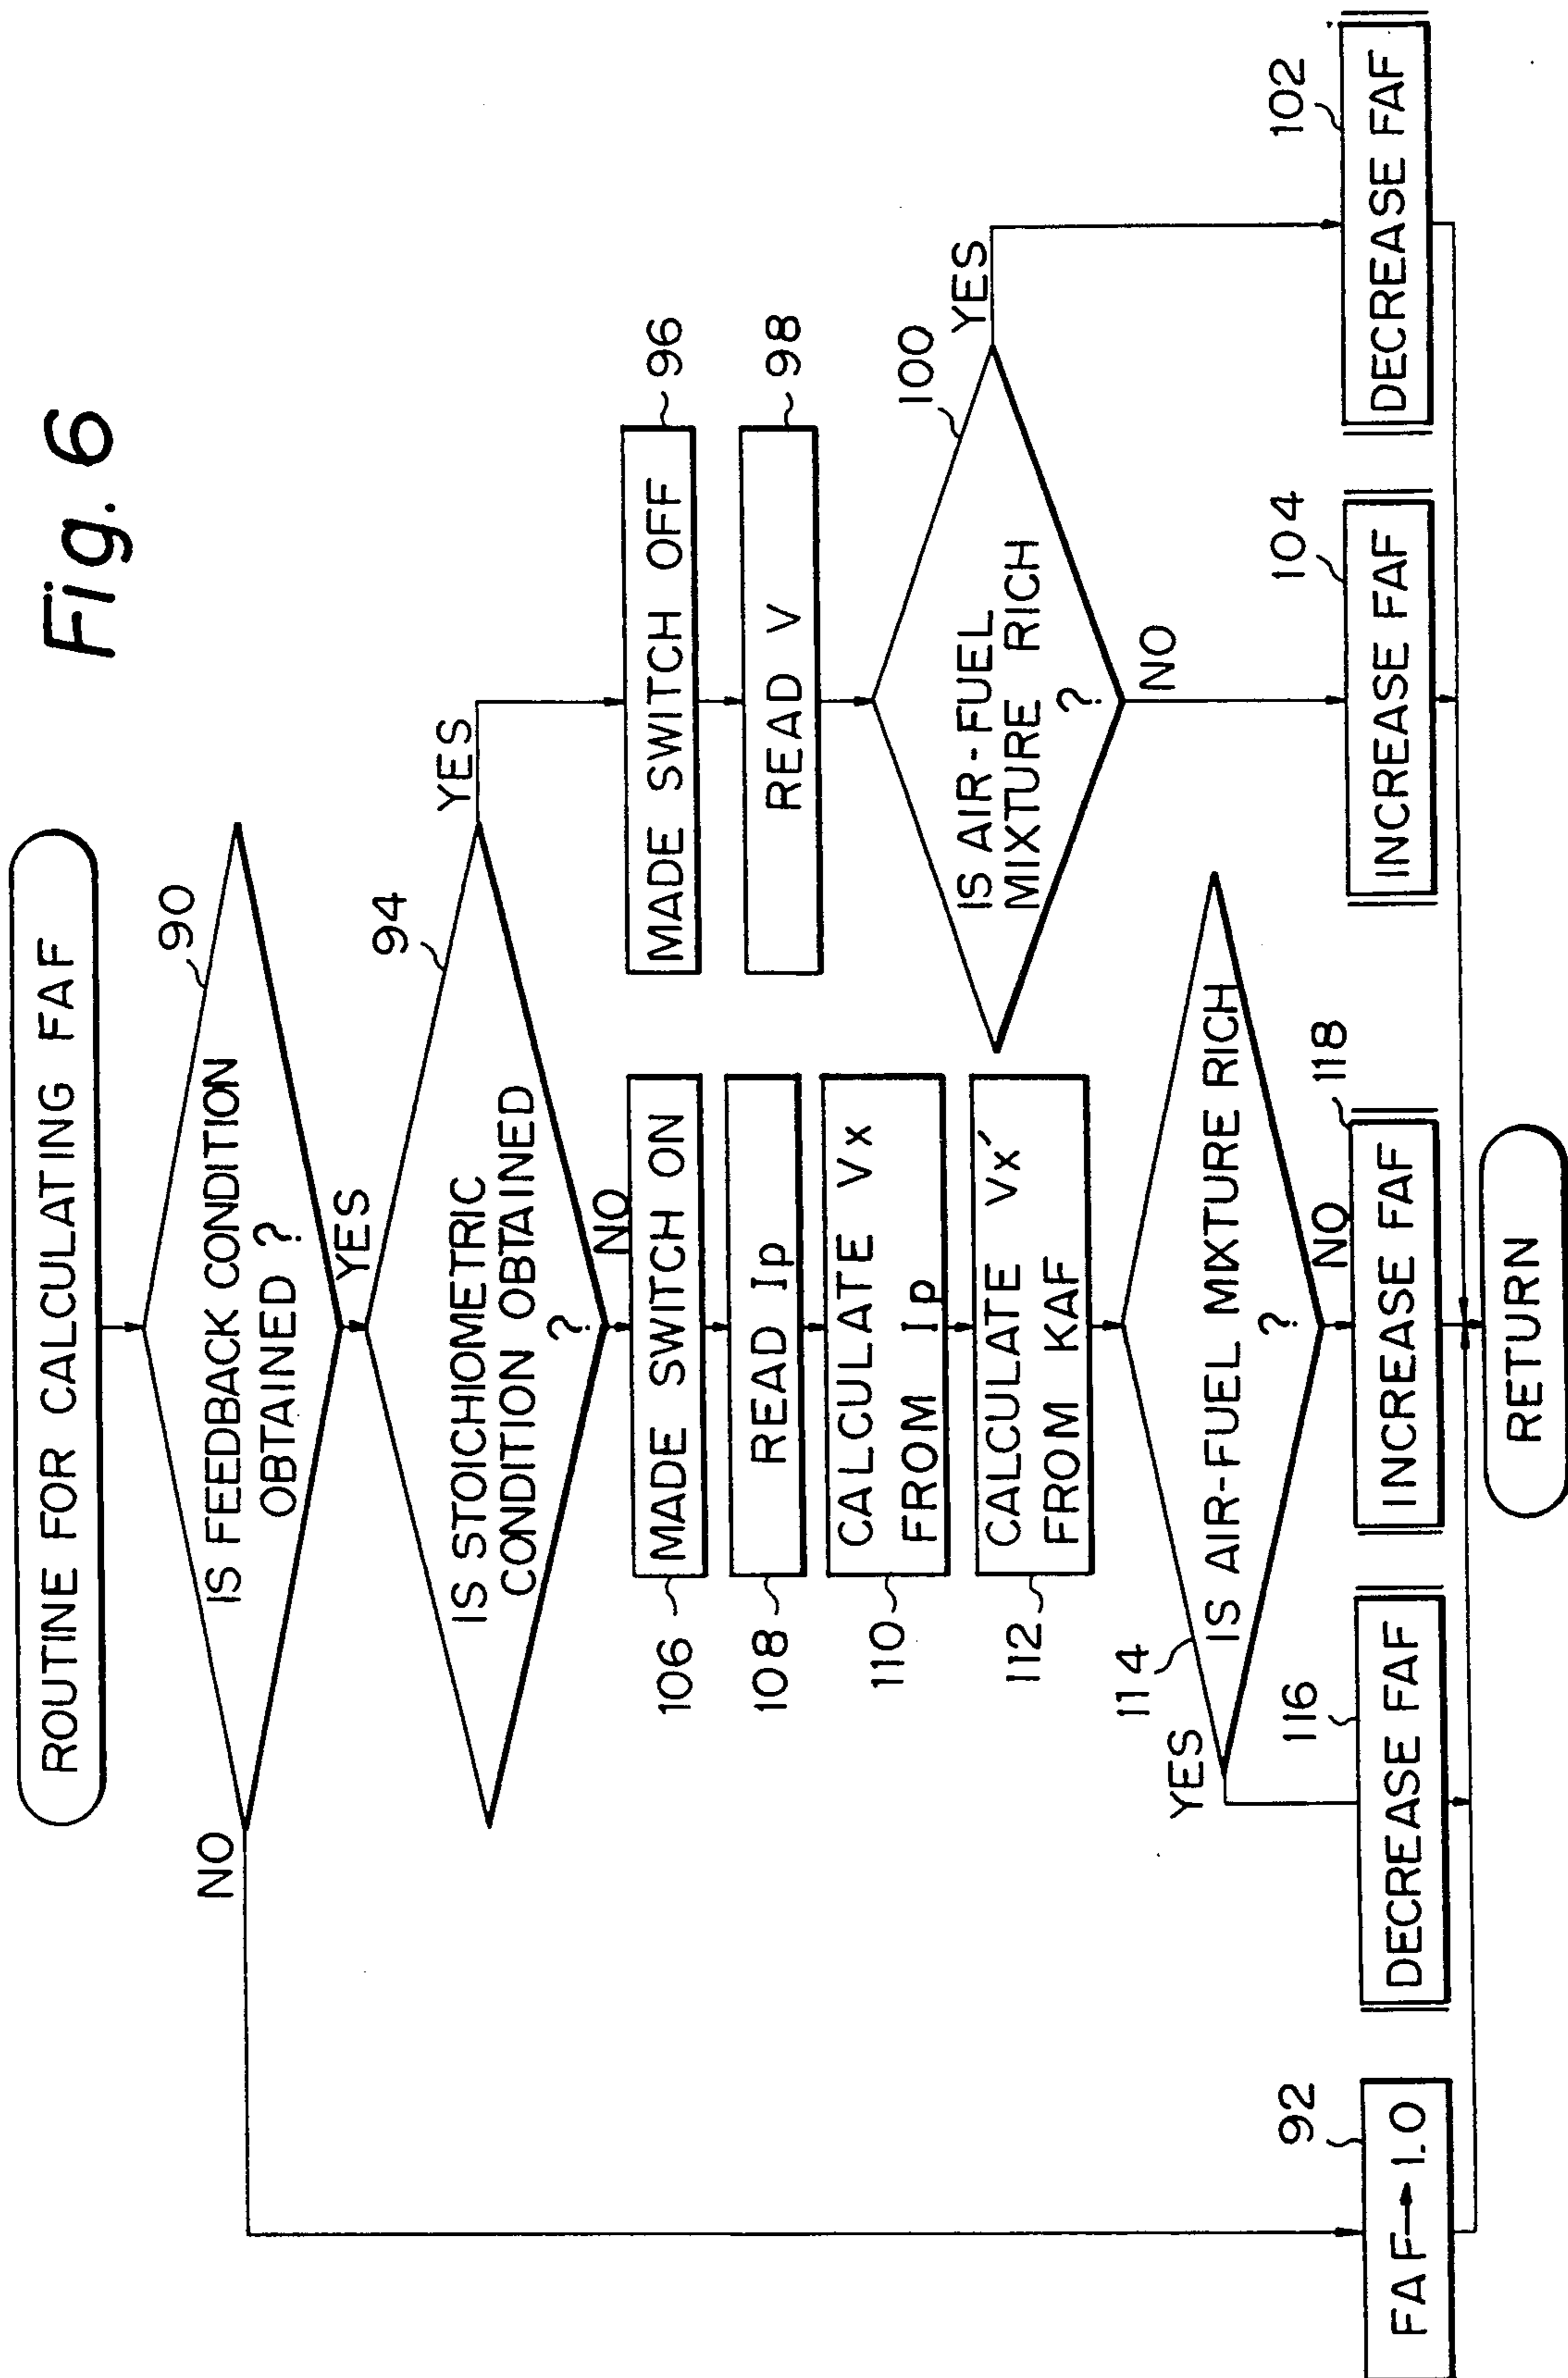 Fig. 6
ROUTINE FOR CALCULATING FAF
90
IS FEEDBACK CONDITION
OBTAINED ?
NO
YES
94
IS STOICHIOMETRIC
CONDITION OBTAINED
?
YES
NO
MADE SWITCH OFF
96
READ V
98
100
IS AIR-FUEL
MIXTURE RICH
?
YES
NO
106
MADE SWITCH ON
108
READ Ip
110
CALCULATE Vx
FROM Ip
112
CALCULATE Vx'
FROM KAF
114
IS AIR-FUEL MIXTURE RICH
?
YES
NO
92
FAF→1.0
116
DECREASE FAF
118
INCREASE FAF
104
INCREASE FAF
102
DECREASE FAF
RETURN